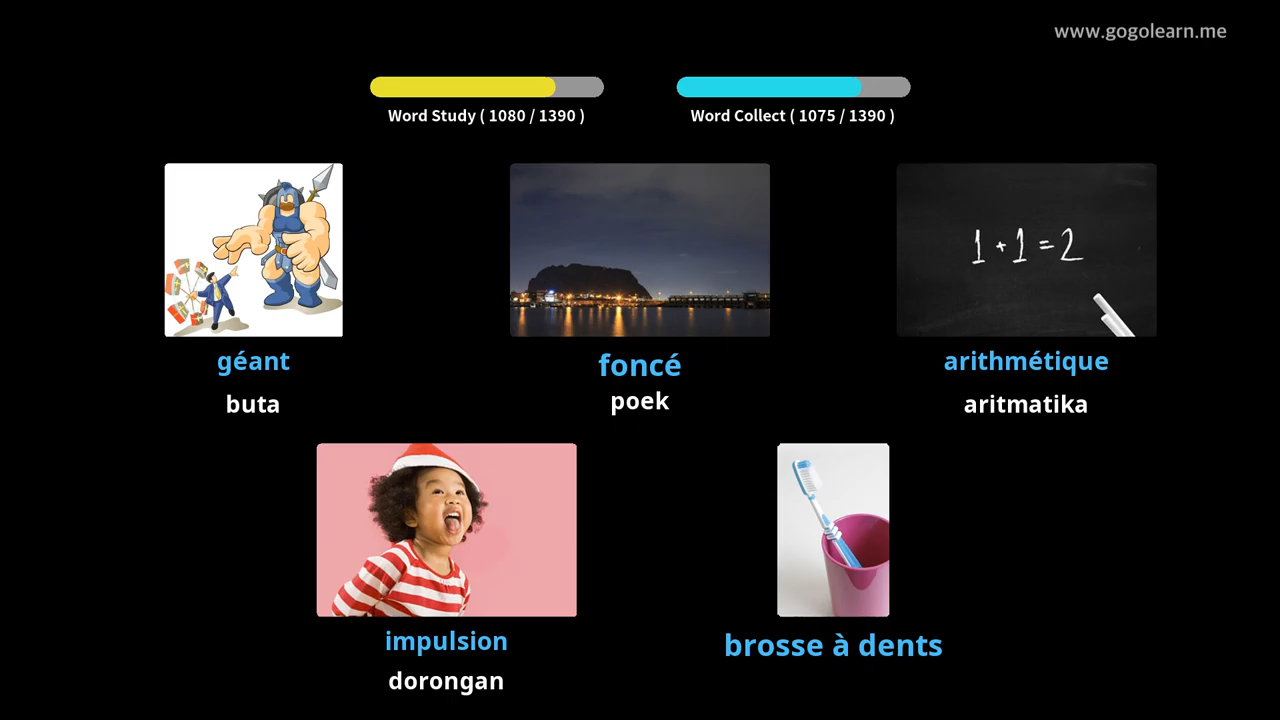 www.gogolearn.me
Word Study ( 1080 / 1390 )
Word Collect ( 1075 / 1390 )
1 + 1 = 2
géant
buta
foncé
poek
arithmétique
aritmatika
impulsion
dorongan
brosse à dents